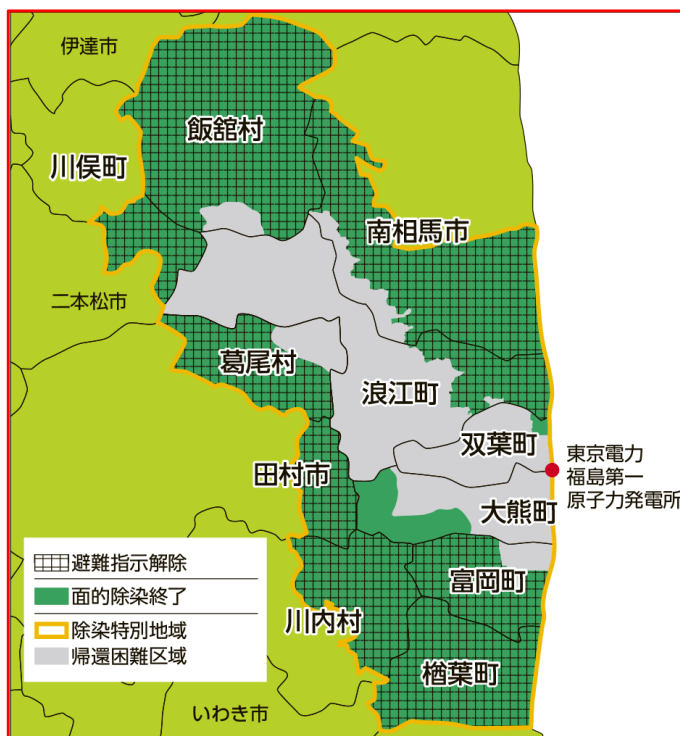 伊達市
飯舘村
川俣町
南相馬市
二本松市
葛尾村
浪江町
双葉町
東京電力
福島第一
原子力発電所
田村市
大熊町
避難指示解除
富岡町
面的除染終了
川内村
除染特別地域
帰還困難区域
楢葉町
いわき市